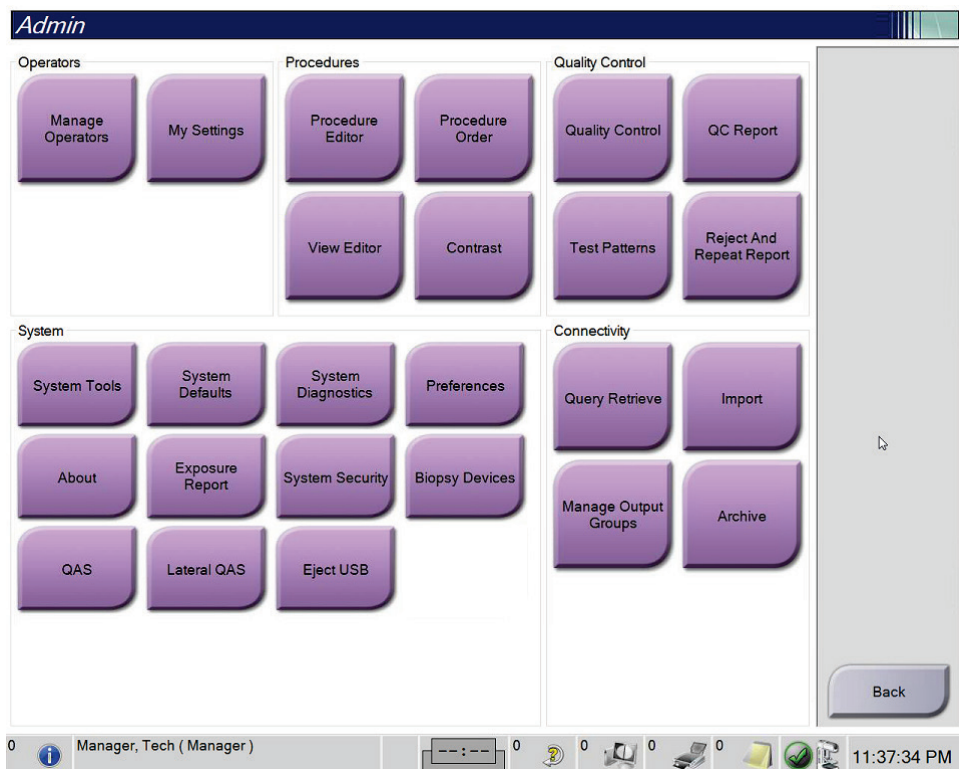 Admin
Operators
Manage
Operators
My Settings
Procedures
Procedure
Editor
Procedure
Order
View Editor
Contrast
Quality Control
Quality Control
QC Report
Test Patterns
Reject And
Repeat Report
System
System Tools
System
Defaults
System
Diagnostics
Preferences
About
Exposure
Report
System Security
Biopsy Devices
QAS
Lateral QAS
Eject USB
Connectivity
Query Retrieve
Import
Manage Output
Groups
Archive
Back
0
Manager, Tech ( Manager )
--:--
0
0
0
0
11:37:34 PM